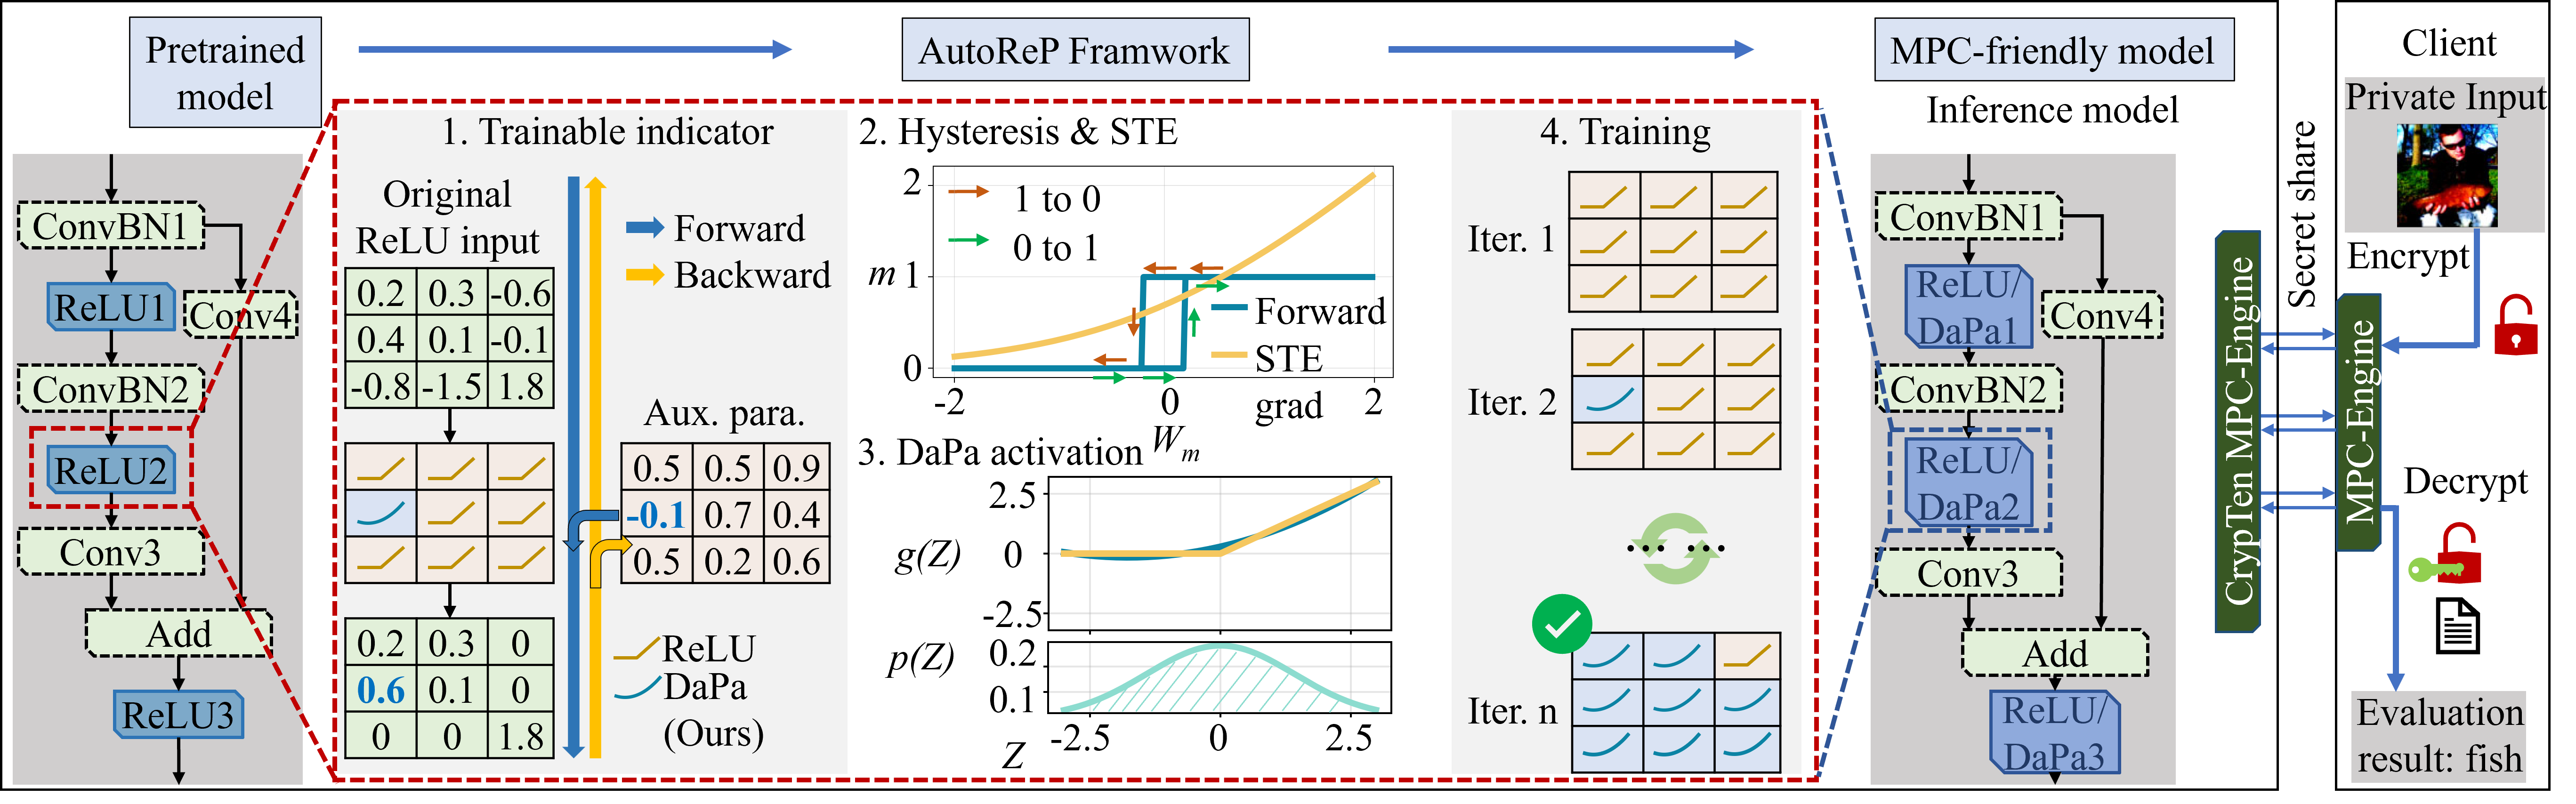 Pretrained
model
AutoReP Framwork
MPC-friendly model
ConvBN1
ReLU1
Conv4
ConvBN2
ReLU2
Conv3
Add
ReLU3
1. Trainable indicator
Original
ReLU input
0.2 0.3 -0.6
0.4 0.1 -0.1
-0.8 -1.5 1.8
Forward
Backward
Aux. para.
0.5 0.5 0.9
-0.1 0.7 0.4
0.5 0.2 0.6
0.2 0.3 0
0.6 0.1 0
0 0 1.8
ReLU
DaPa
(Ours)
2. Hysteresis & STE
2
1 to 0
0 to 1
m 1
Forward
STE
0
-2 0 grad 2
Wm
3. DaPa activation
2.5
g(Z) 0
-2.5
p(Z) 0.2
0.1
-2.5 0 2.5
Z
4. Training
Iter. 1
Iter. 2
Iter. n
Inference model
ConvBN1
ReLU/
DaPa1
Conv4
ConvBN2
ReLU/
DaPa2
Conv3
Add
ReLU/
DaPa3
CrypTen MPC-Engine
Secret share
MPC-Engine
Client
Private Input
Encrypt
Decrypt
Evaluation
result: fish